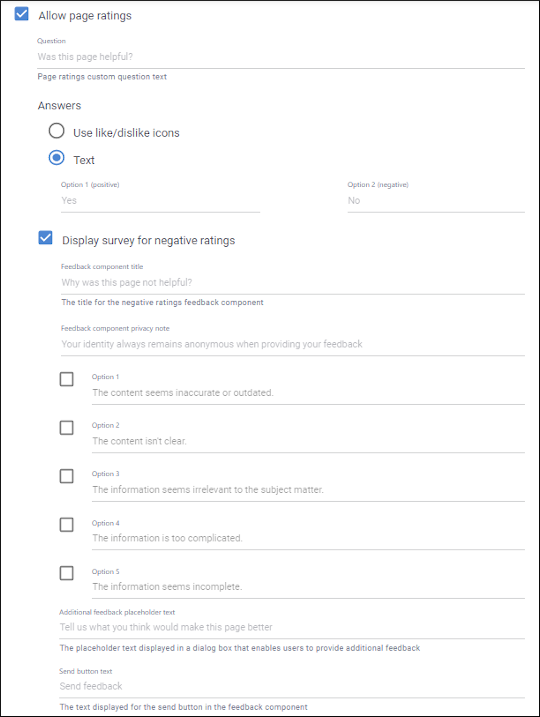 Allow page ratings
Question
Was this page helpful?
Page ratings custom question text
Answers
Use like/dislike icons
Text
Option 1 (positive) Option 2 (negative)
Yes No
Display survey for negative ratings
Feedback component title
Why was this page not helpful?
The title for the negative ratings feedback component
Feedback component privacy note
Your identity always remains anonymous when providing your feedback
Option 1
The content seems inaccurate or outdated.
Option 2
The content isn't clear.
Option 3
The information seems irrelevant to the subject matter.
Option 4
The information is too complicated.
Option 5
The information seems incomplete.
Additional feedback placeholder text
Tell us what you think would make this page better
The placeholder text displayed in a dialog box that enables users to provide additional feedback
Send button text
Send feedback
The text displayed for the send button in the feedback component